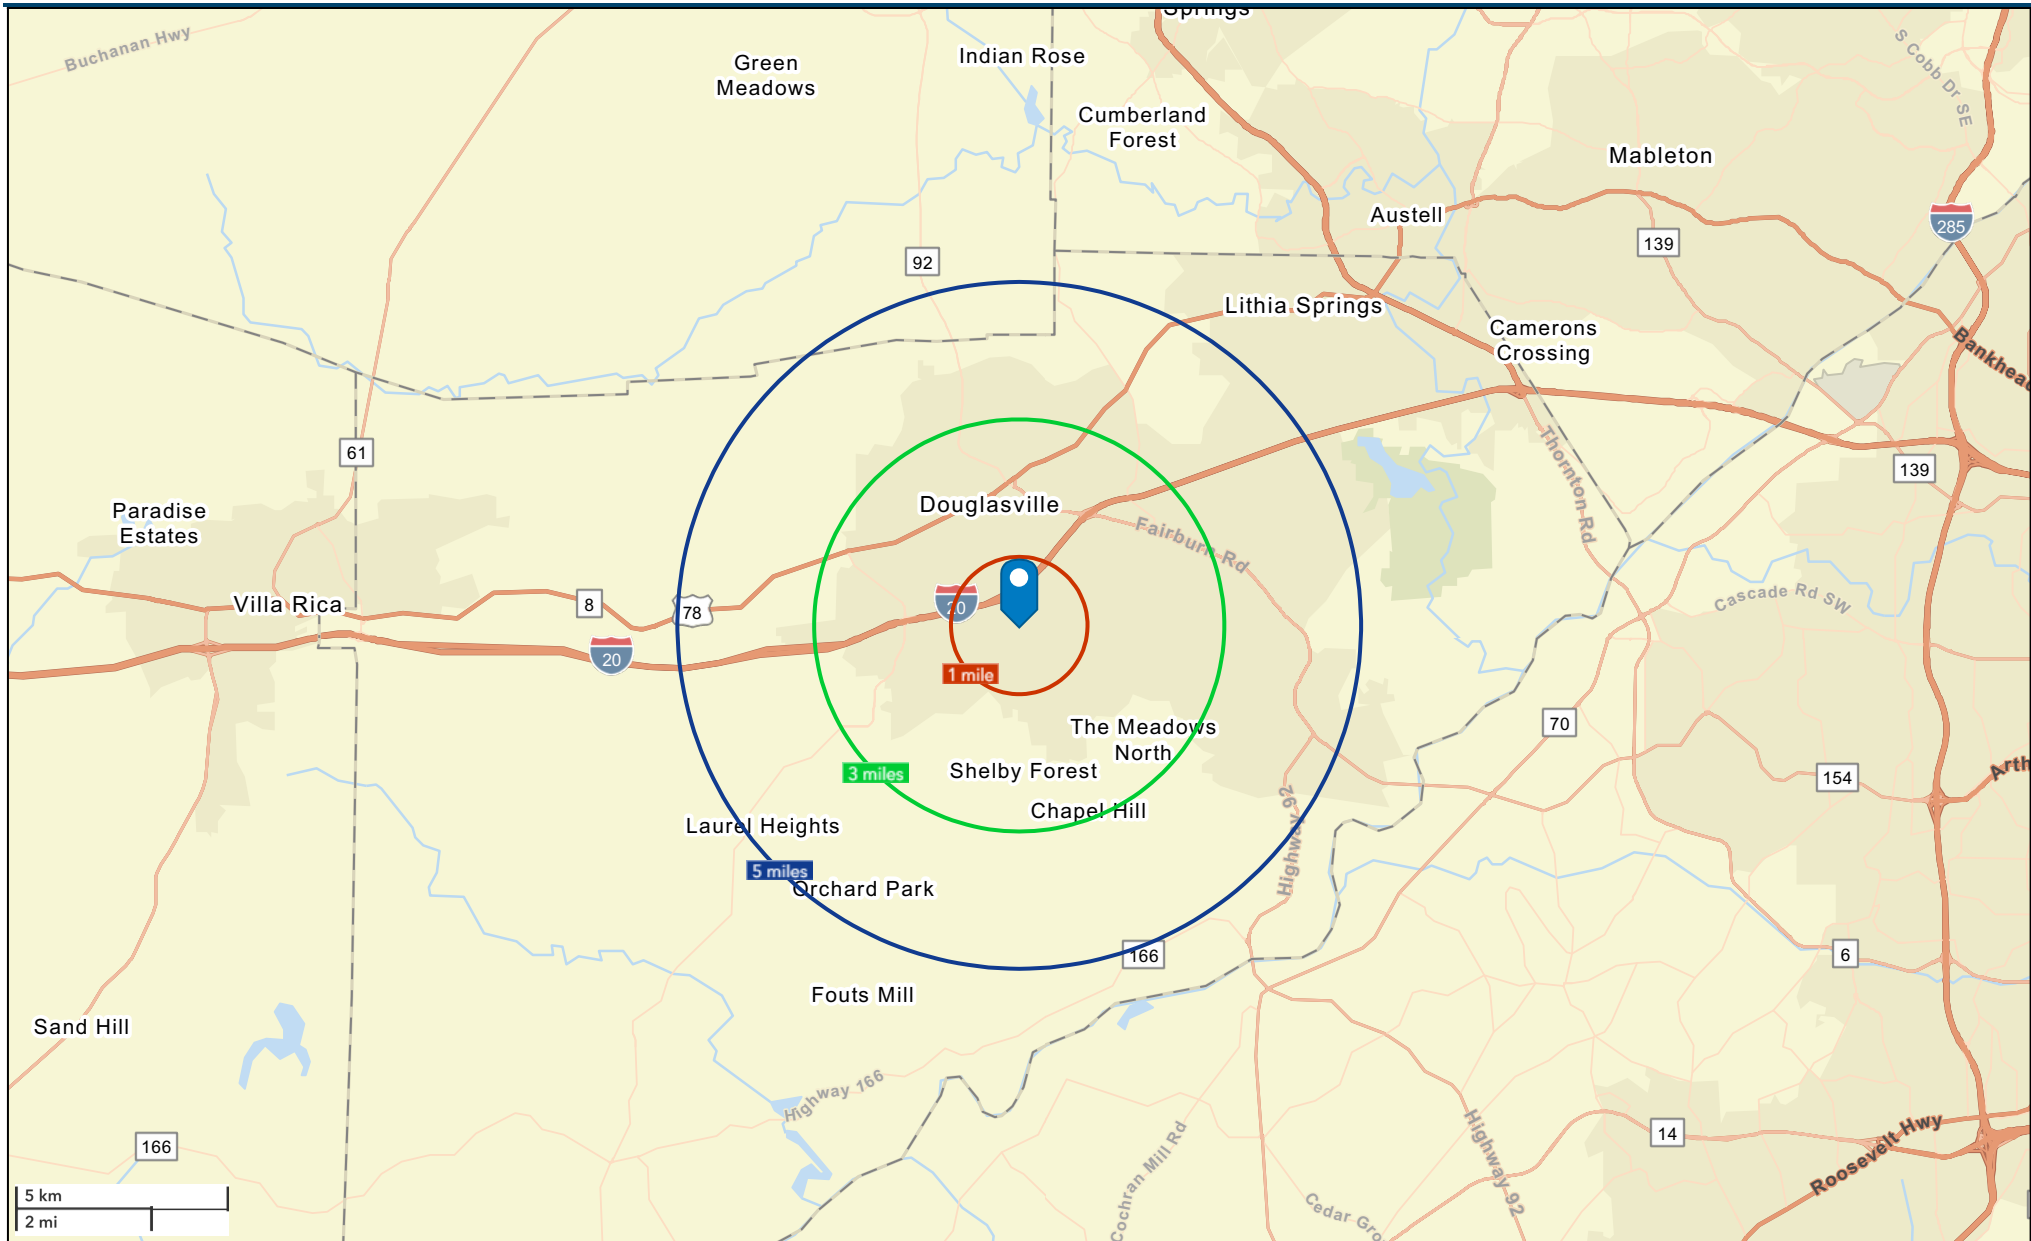 Springs
Buchanan Hwy
Indian Rose
Green
Meadows
S Cobb Dr SE
Cumberland
Forest
Mableton
Austell
285
139
92
Lithia Springs
Camerons
Crossing
Bankhead
61
139
Thornton Rd
Paradise
Estates
Douglasville
Fairburn Rd
Villa Rica
8
78
20
20
Cascade Rd SW
1 mile
70
The Meadows
North
3 miles
Shelby Forest
154
Arth
Chapel Hill
Highway 92
Laurel Heights
5 miles
Orchard Park
166
6
Fouts Mill
Sand Hill
Highway 166
166
Cochran Mill Rd
Highway 92
14
Roosevelt Hwy
Cedar Gro
5 km
2 mi